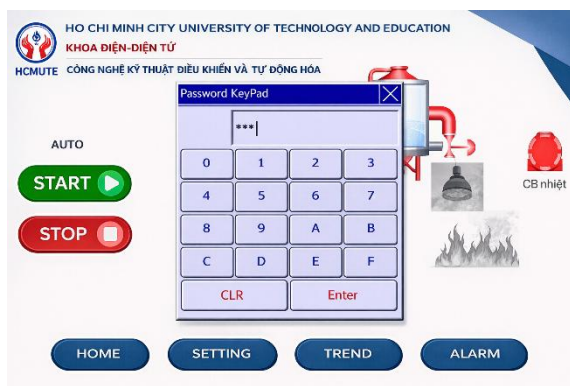 HO CHI MINH CITY UNIVERSITY OF TECHNOLOGY AND EDUCATION
KHOA ĐIỆN-DIỆN TỬ
HCMUTE
CÔNG NGHỆ KỸ THUẬT ĐIỀU KHIỂN VÀ TỰ ĐỘNG HÓA
Password KeyPad
***
0 1 2 3
4 5 6 7
8 9 A B
C D E F
CLR Enter
AUTO
START
STOP
CB nhiệt
HOME SETTING TREND ALARM